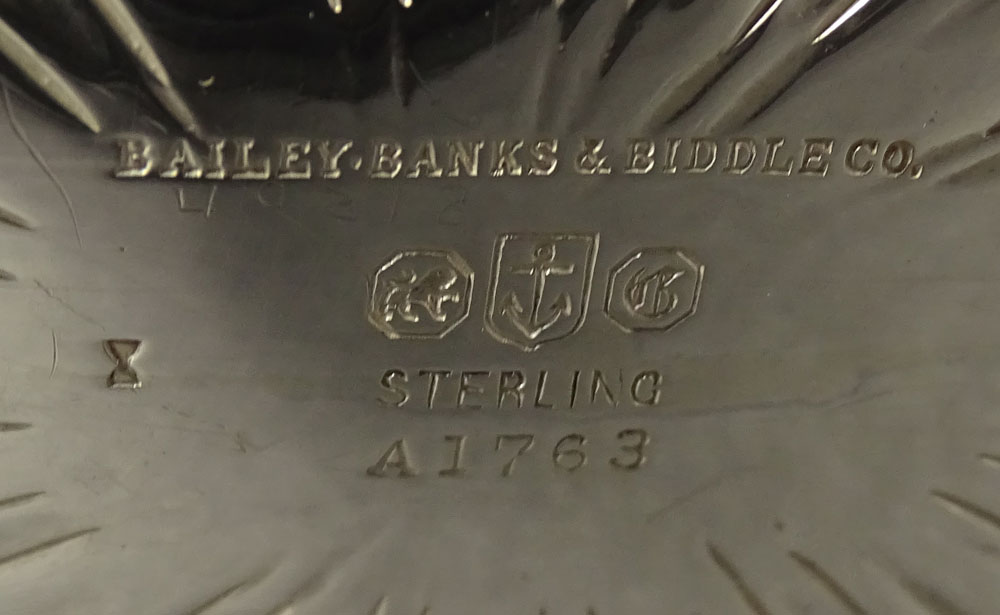 BAILEY·BANKS & BIDDLE CO.
STERLING
A1763